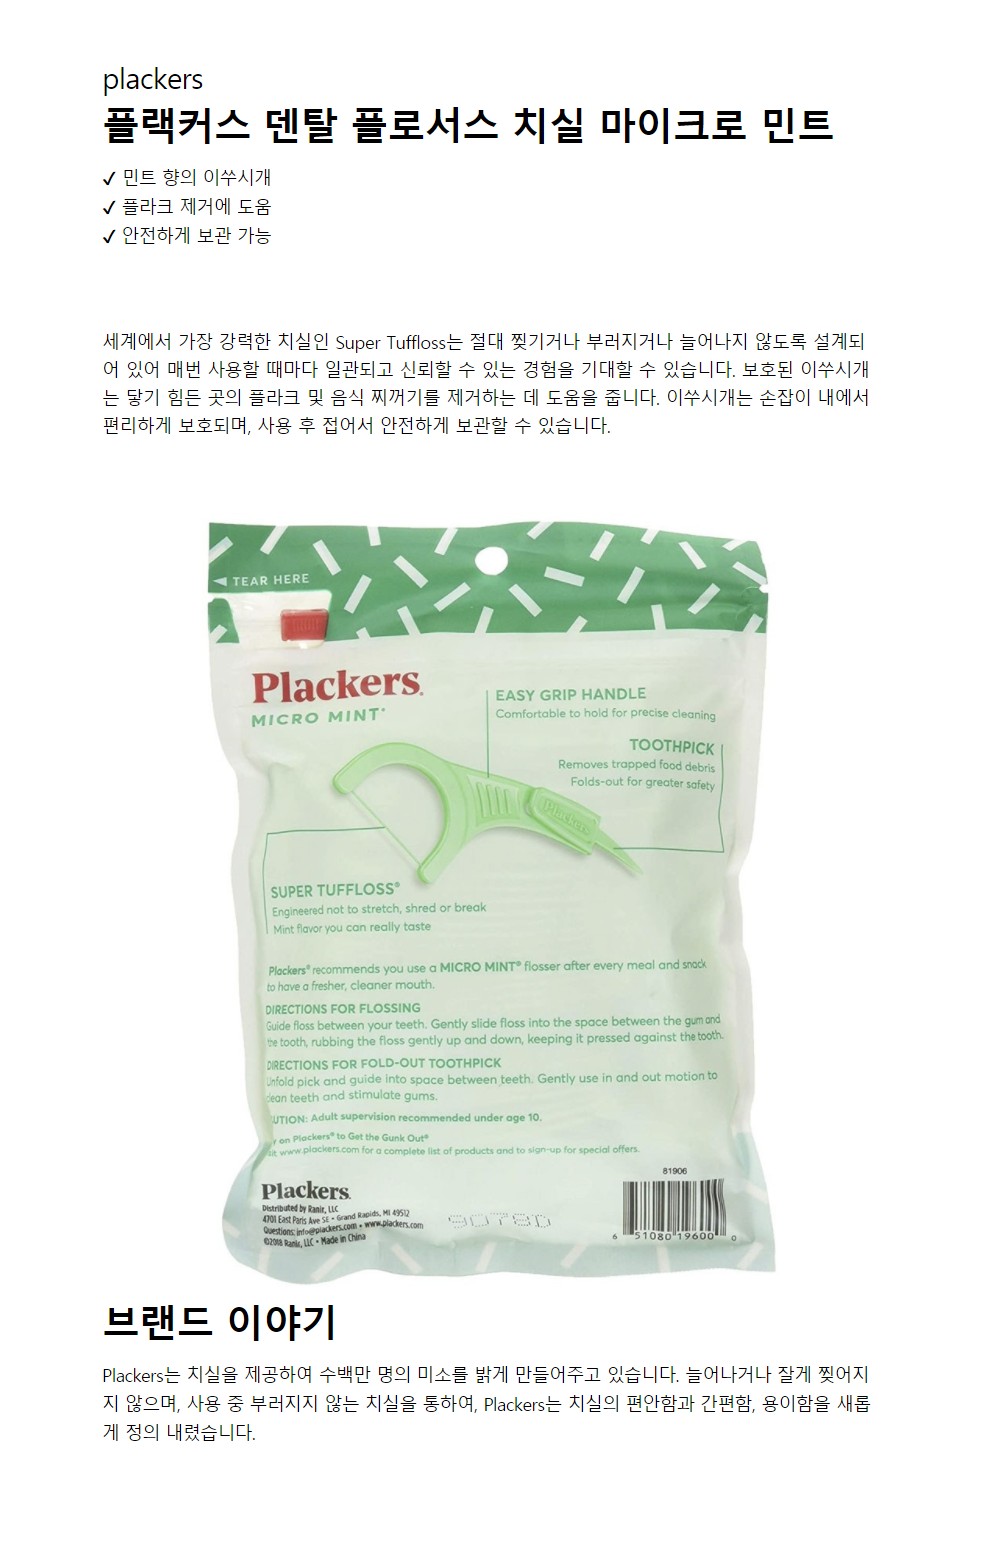 plackers
플랙커스 덴탈 플로서스 치실 마이크로 민트
✓ 민트 향의 이쑤시개
✓ 플라크 제거에 도움
✓ 안전하게 보관 가능
세계에서 가장 강력한 치실인 Super Tuffloss는 절대 찢기거나 부러지거나 늘어나지 않도록 설계되
어 있어 매번 사용할 때마다 일관되고 신뢰할 수 있는 경험을 기대할 수 있습니다. 보호된 이쑤시개
는 닿기 힘든 곳의 플라크 및 음식 찌꺼기를 제거하는 데 도움을 줍니다. 이쑤시개는 손잡이 내에서
편리하게 보호되며, 사용 후 접어서 안전하게 보관할 수 있습니다.
◀ TEAR HERE
Plackers.
MICRO MINT®
EASY GRIP HANDLE
Comfortable to hold for precise cleaning
TOOTHPICK
Removes trapped food debris
Folds-out for greater safety
Plackers
SUPER TUFFLOSS®
Engineered not to stretch, shred or break
Mint flavor you can really taste
Plackers® recommends you use a MICRO MINT® flosser after every meal and snack
to have a fresher, cleaner mouth.
DIRECTIONS FOR FLOSSING
Guide floss between your teeth. Gently slide floss into the space between the gum and
the tooth, rubbing the floss gently up and down, keeping it pressed against the tooth.
DIRECTIONS FOR FOLD-OUT TOOTHPICK
Unfold pick and guide into space between teeth. Gently use in and out motion to
clean teeth and stimulate gums.
UTION: Adult supervision recommended under age 10.
on Plackers® to Get the Gunk Out®
www.plackers.com for a complete list of products and to sign-up for special offers.
Plackers.
Distributed by Ranir, LLC
4701 East Paris Ave SE • Grand Rapids, MI 49512
Questions: info@plackers.com • www.plackers.com
©2018 Ranir, LLC • Made in China
9078D
81906
6 51080 19600 0
브랜드 이야기
Plackers는 치실을 제공하여 수백만 명의 미소를 밝게 만들어주고 있습니다. 늘어나거나 잘게 찢어지
지 않으며, 사용 중 부러지지 않는 치실을 통하여, Plackers는 치실의 편안함과 간편함, 용이함을 새롭
게 정의 내렸습니다.